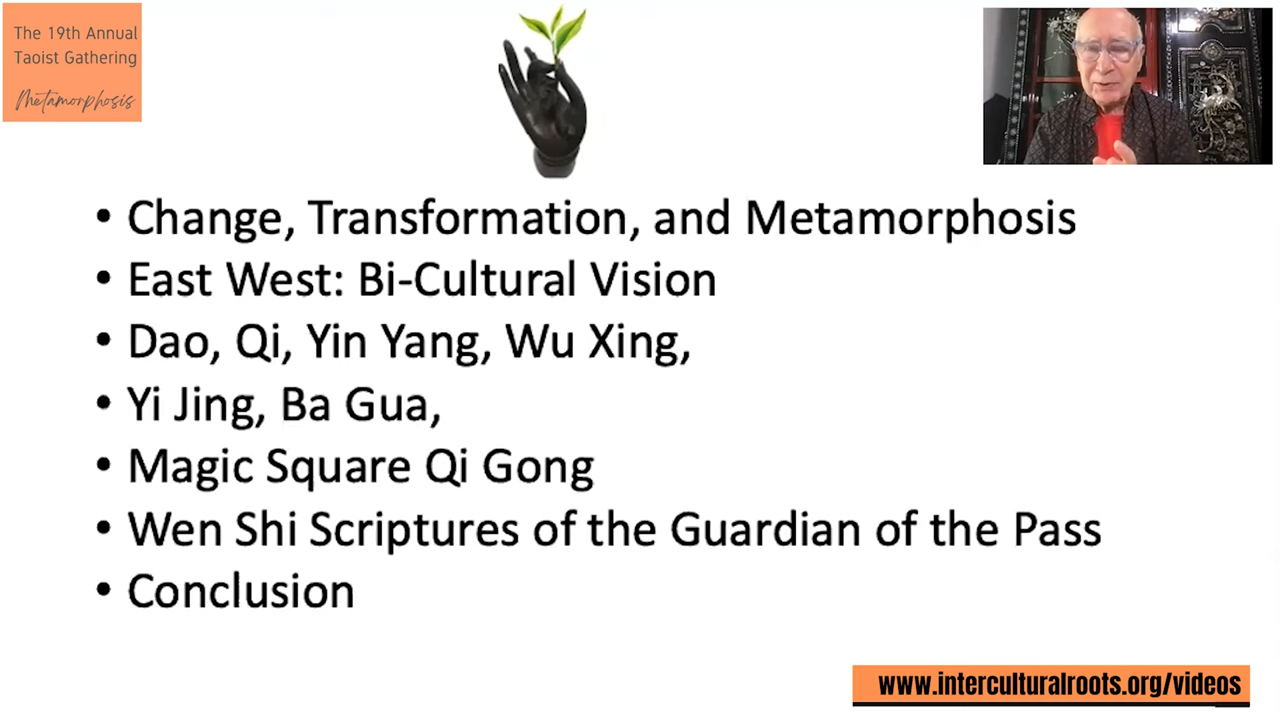 The 19th Annual
Taoist Gathering
Metamorphosis
• Change, Transformation, and Metamorphosis
• East West: Bi-Cultural Vision
• Dao, Qi, Yin Yang, Wu Xing,
• Yi Jing, Ba Gua,
• Magic Square Qi Gong
• Wen Shi Scriptures of the Guardian of the Pass
• Conclusion
www.interculturalroots.org/videos